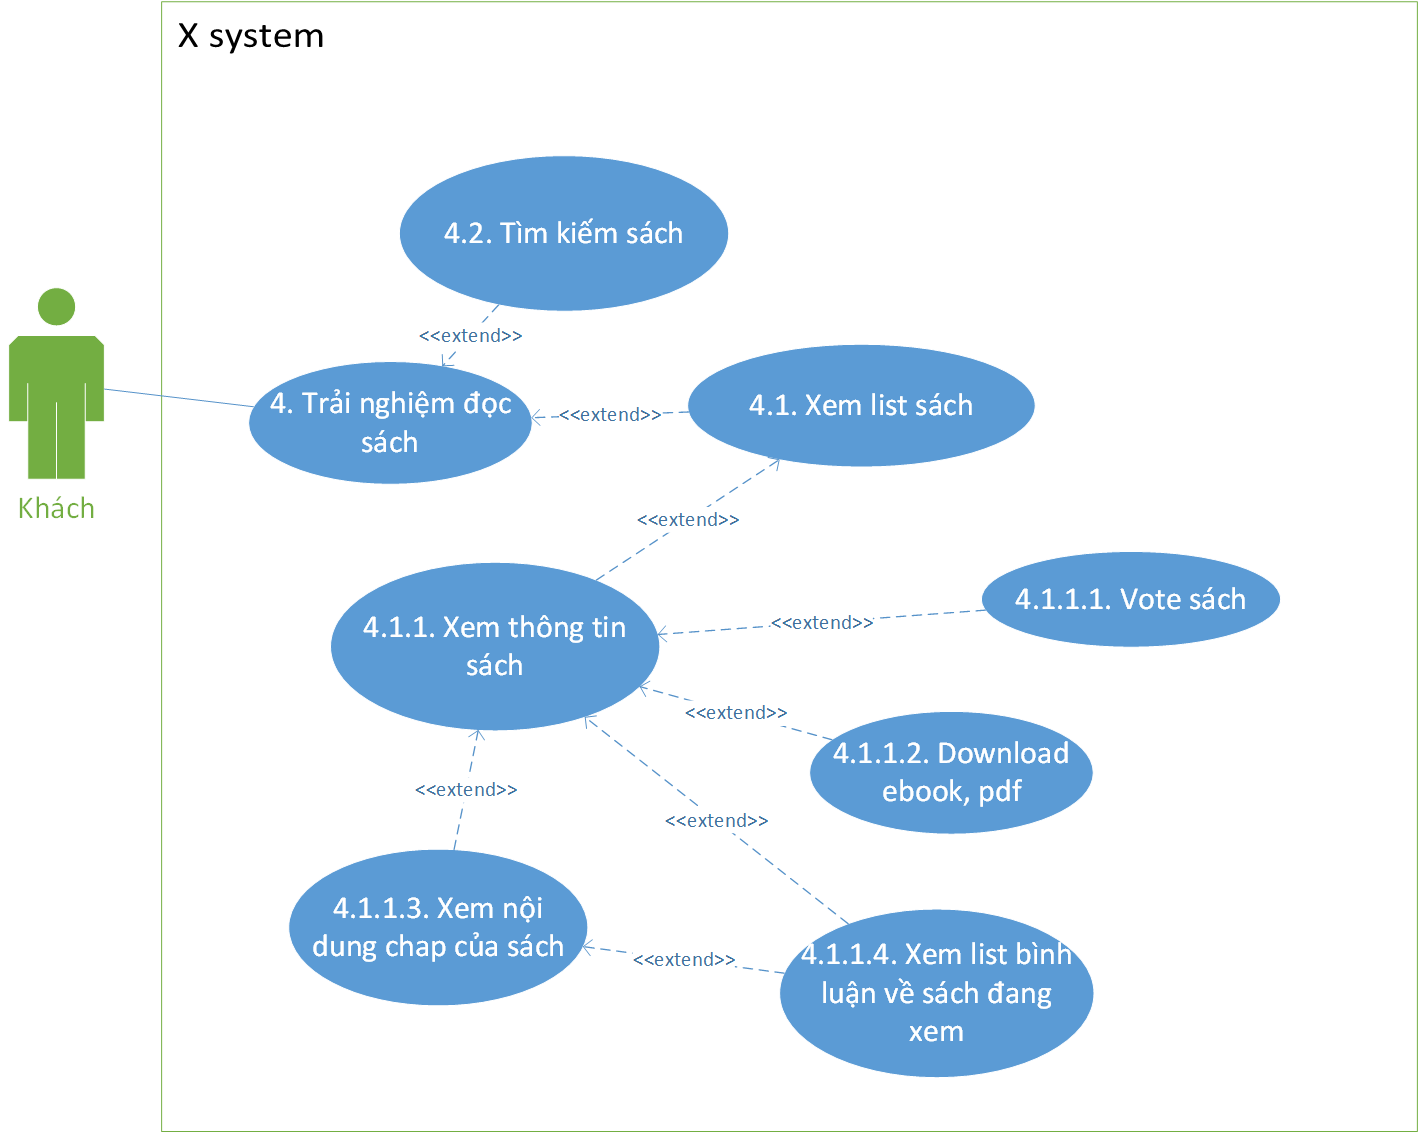 X system
4.2. Tìm kiếm sách
<<extend>>
4. Trải nghiệm đọc
sách
<<extend>>
4.1. Xem list sách
Khách
<<extend>>
4.1.1. Xem thông tin
sách
<<extend>>
4.1.1.1. Vote sách
<<extend>>
4.1.1.2. Download
ebook, pdf
<<extend>>
<<extend>>
4.1.1.3. Xem nội
dung chap của sách
<<extend>>
4.1.1.4. Xem list bình
luận về sách đang
xem